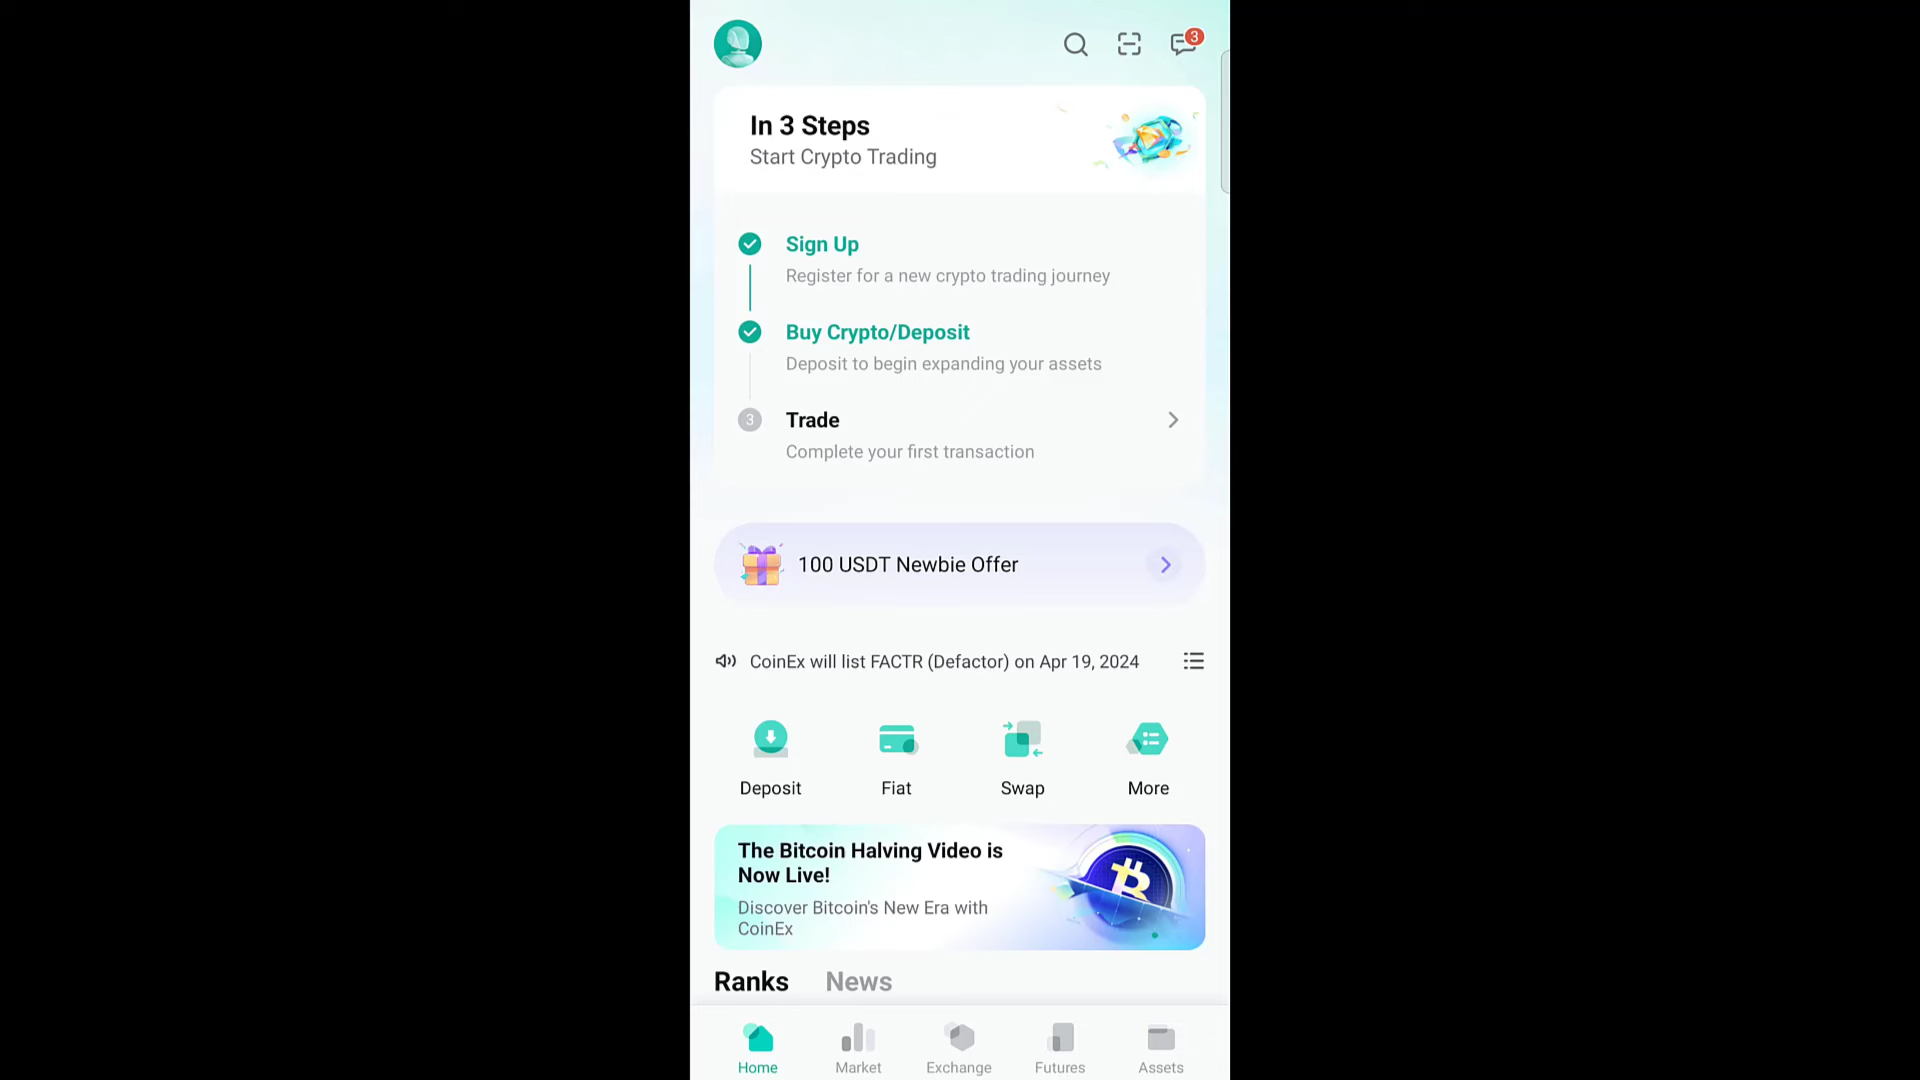 3
In 3 Steps
Start Crypto Trading
Sign Up
Register for a new crypto trading journey
Buy Crypto/Deposit
Deposit to begin expanding your assets
3
Trade
Complete your first transaction
100 USDT Newbie Offer
CoinEx will list FACTR (Defactor) on Apr 19, 2024
Deposit
Fiat
Swap
More
The Bitcoin Halving Video is
Now Live!
Discover Bitcoin's New Era with
CoinEx
Ranks
News
Home
Market
Exchange
Futures
Assets